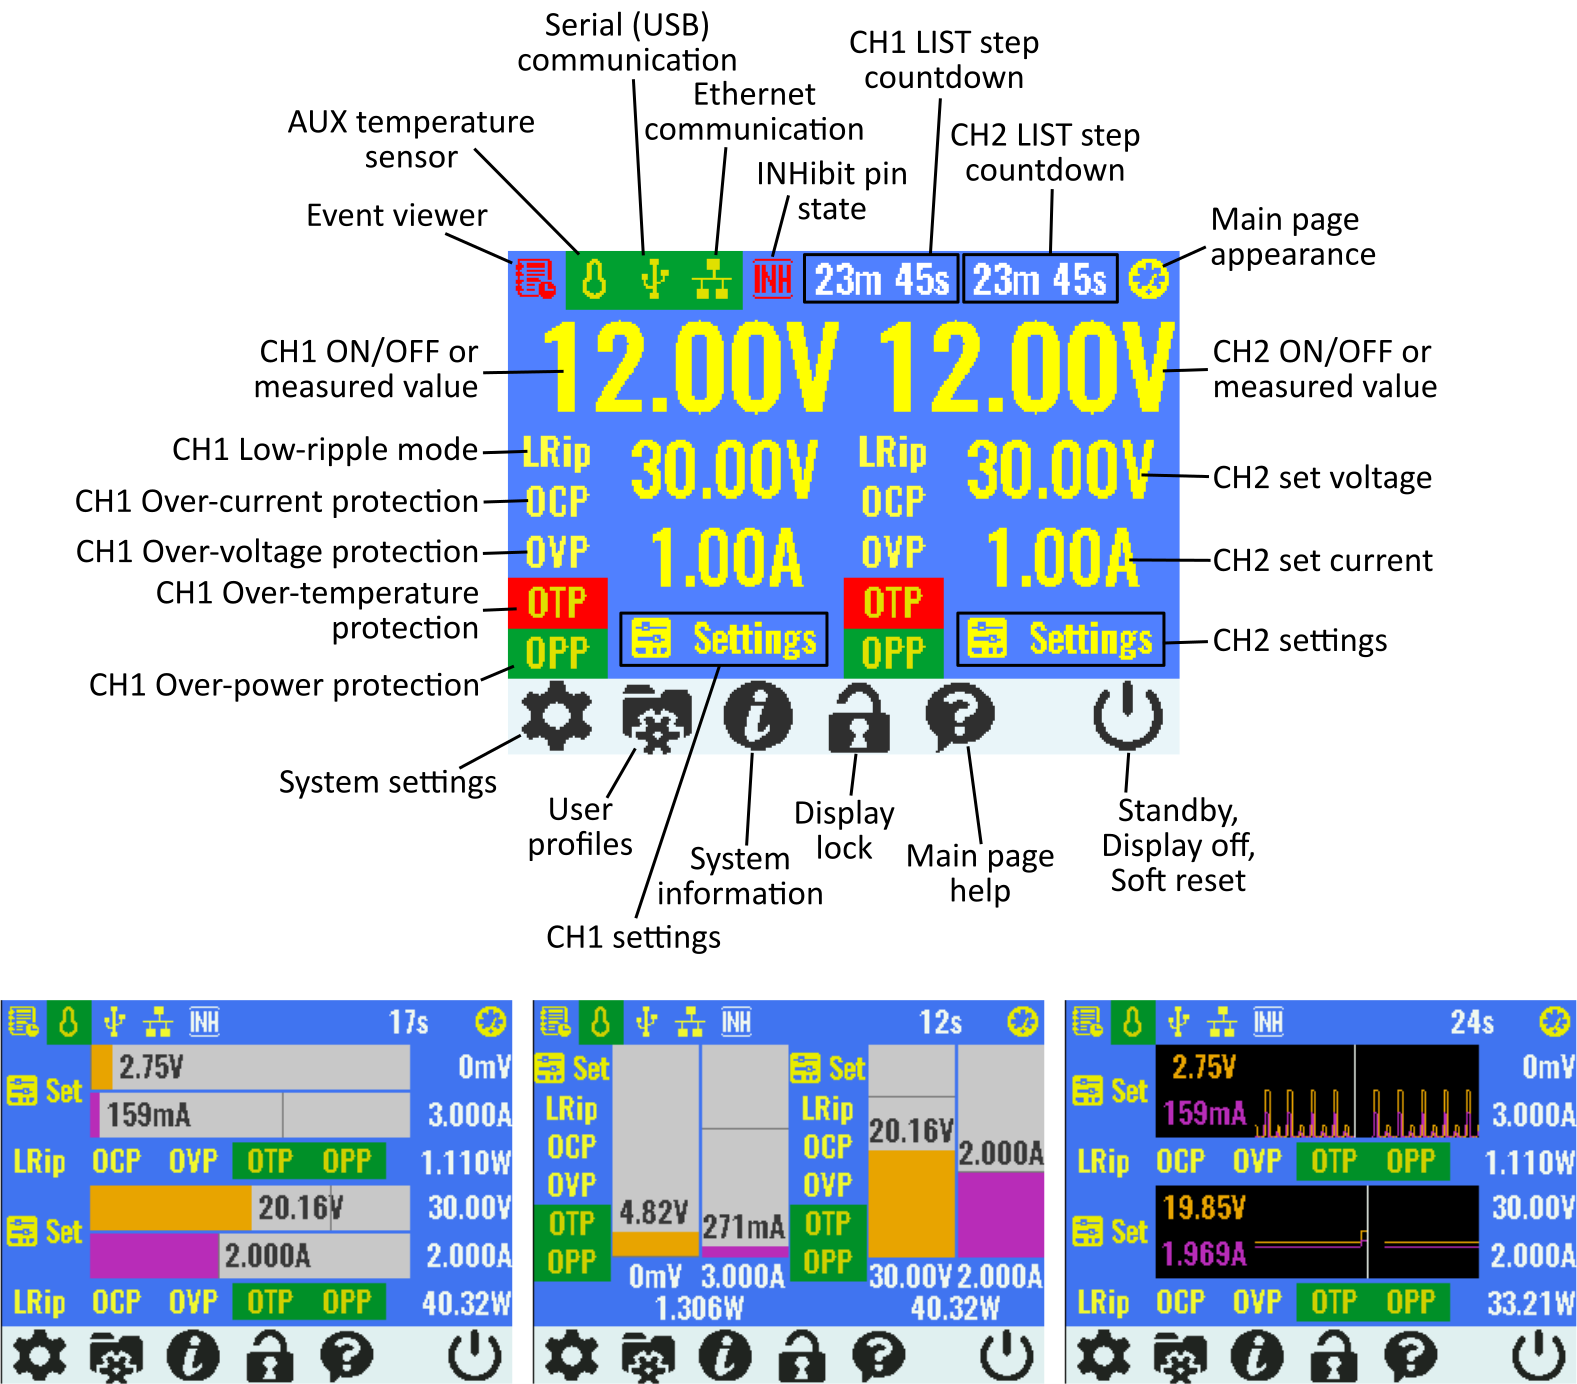 Serial (USB)
communication
CH1 LIST step
countdown
Ethernet
communication
AUX temperature
sensor
CH2 LIST step
countdown
INHibit pin
state
Event viewer
Main page
appearance
INH 23m 45s 23m 45s
12.00V 12.00V
CH1 ON/OFF or
measured value
CH2 ON/OFF or
measured value
CH1 Low-ripple mode
LRip 30.00V LRip 30.00V
CH2 set voltage
CH1 Over-current protection
OCP OCP
CH1 Over-voltage protection
OVP 1.00A OVP 1.00A
CH2 set current
CH1 Over-temperature
protection
OTP OTP
Settings Settings
CH2 settings
OPP OPP
CH1 Over-power protection
System settings
User
profiles
System
information
Display
lock
Main page
help
Standby,
Display off,
Soft reset
CH1 settings
INH 17s
2.75V 0mV
Set
159mA 3.000A
LRip OCP OVP OTP OPP 1.110W
20.16V 30.00V
Set
2.000A 2.000A
LRip OCP OVP OTP OPP 40.32W
INH 12s
Set Set
LRip LRip
OCP 20.16V OCP
2.000A
OVP OVP
4.82V 271mA
OTP OTP
OPP OPP
0mV 3.000A 30.00V 2.000A
1.306W 40.32W
INH 24s
2.75V 0mV
Set
159mA 3.000A
LRip OCP OVP OTP OPP 1.110W
19.85V 30.00V
Set
1.969A 2.000A
LRip OCP OVP OTP OPP 33.21W